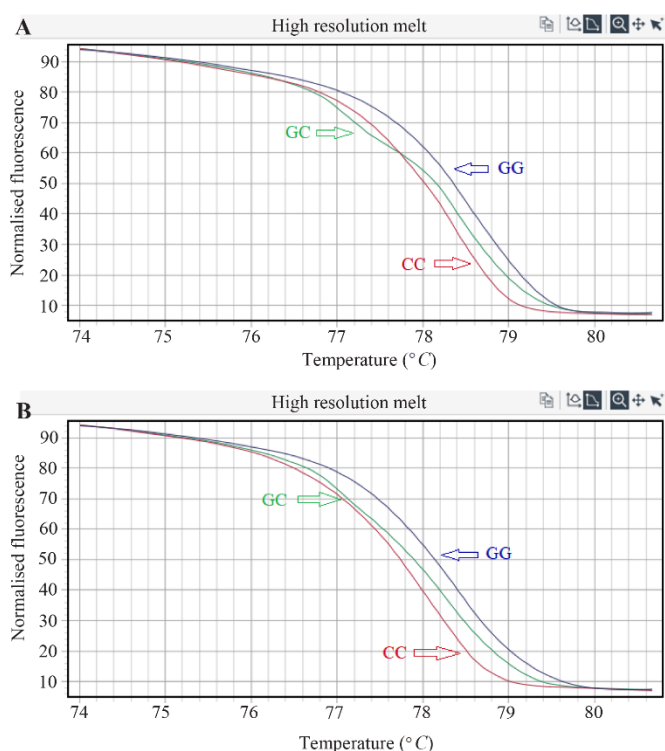 A
High resolution melt
Normalised fluorescence
90
80
70
60
50
40
30
20
10
GC
GG
CC
74 75 76 77 78 79 80
Temperature (°C)
B
High resolution melt
Normalised fluorescence
90
80
70
60
50
40
30
20
10
GC
GG
CC
74 75 76 77 78 79 80
Temperature (°C)